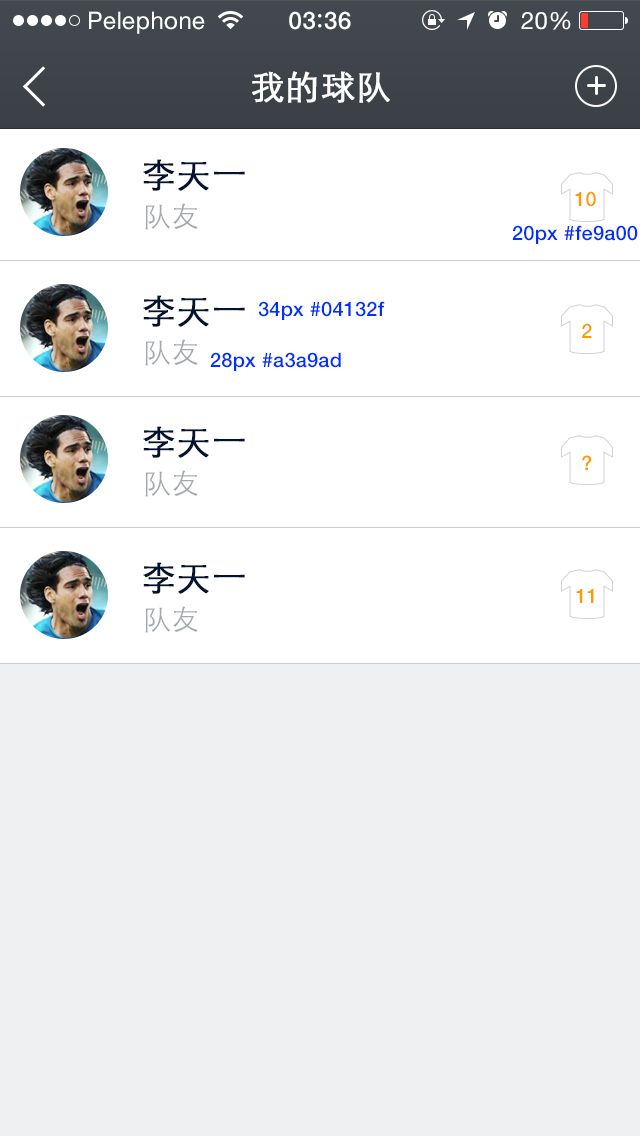 Pelephone 03:36 20%
我的球队
李天一
队友
10
20px #fe9a00
李天一 34px #04132f
队友 28px #a3a9ad
2
李天一
队友
?
李天一
队友
11